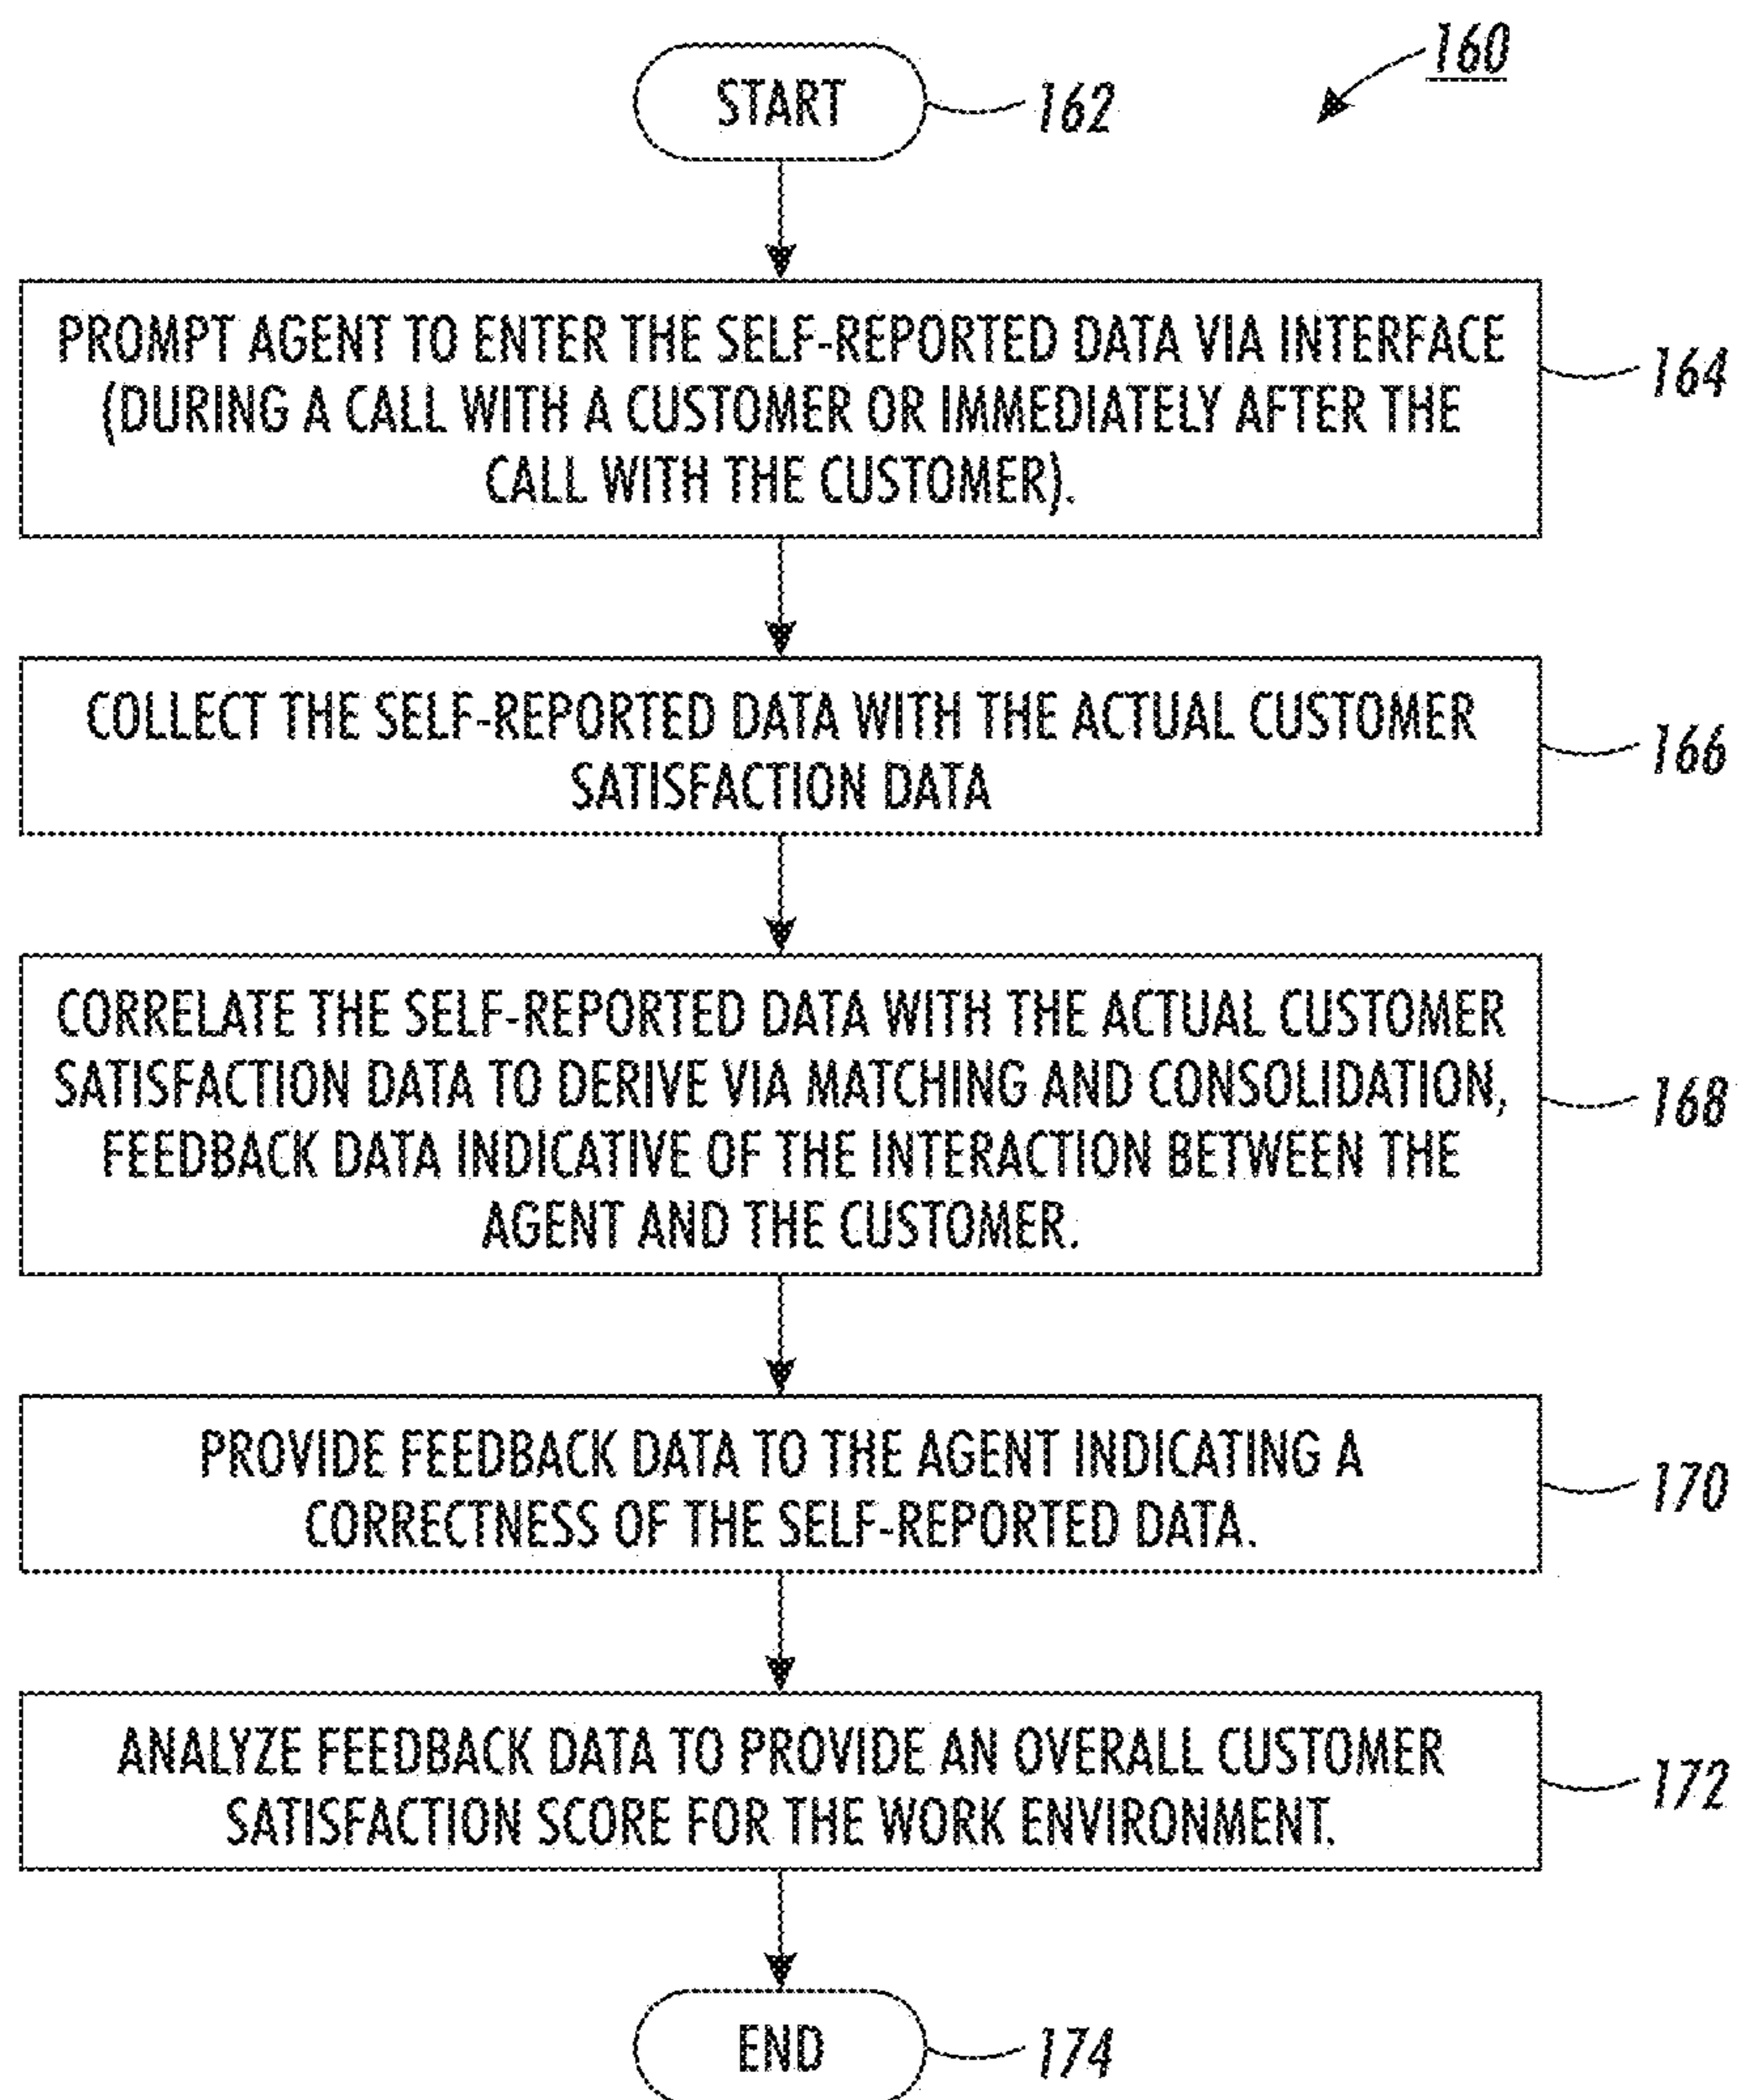 160
START
162
PROMPT AGENT TO ENTER THE SELF-REPORTED DATA VIA INTERFACE
(DURING A CALL WITH A CUSTOMER OR IMMEDIATELY AFTER THE
CALL WITH THE CUSTOMER).
164
COLLECT THE SELF-REPORTED DATA WITH THE ACTUAL CUSTOMER
SATISFACTION DATA
166
CORRELATE THE SELF-REPORTED DATA WITH THE ACTUAL CUSTOMER
SATISFACTION DATA TO DERIVE VIA MATCHING AND CONSOLIDATION,
FEEDBACK DATA INDICATIVE OF THE INTERACTION BETWEEN THE
AGENT AND THE CUSTOMER.
168
PROVIDE FEEDBACK DATA TO THE AGENT INDICATING A
CORRECTNESS OF THE SELF-REPORTED DATA.
170
ANALYZE FEEDBACK DATA TO PROVIDE AN OVERALL CUSTOMER
SATISFACTION SCORE FOR THE WORK ENVIRONMENT.
172
END
174